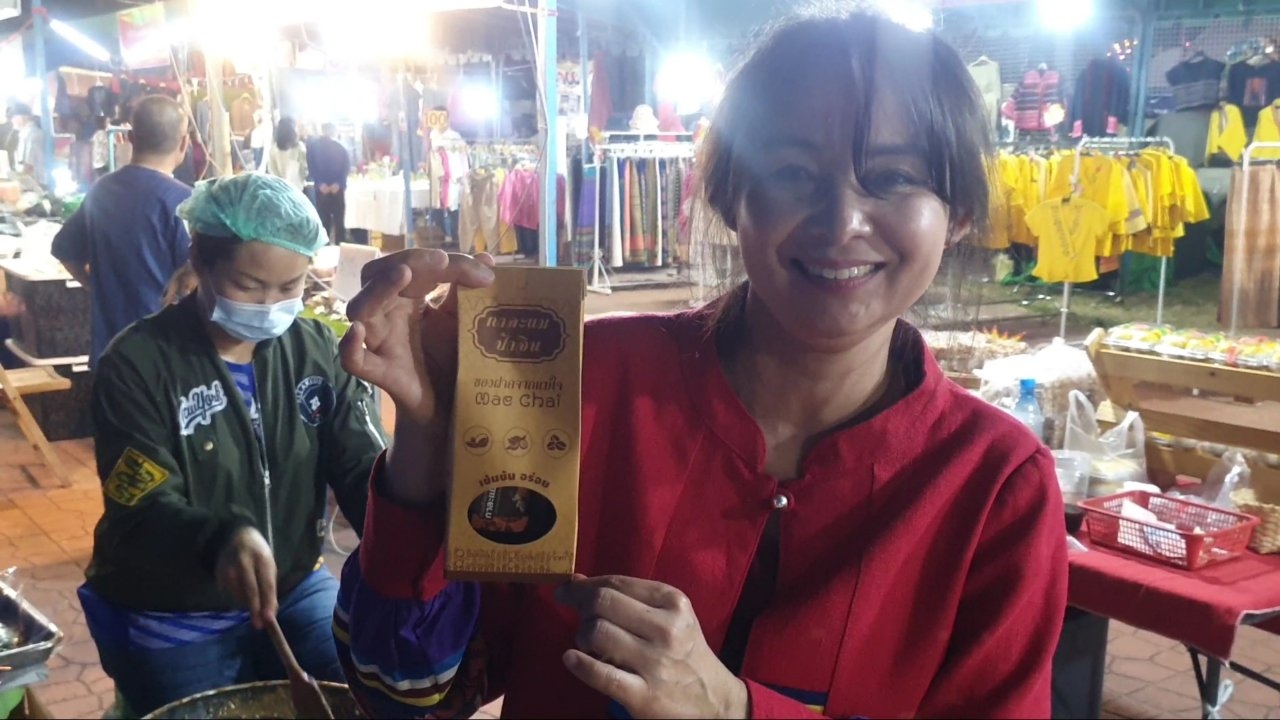 กาละแม
ป้าจิน
ของฝากจากแม่ใจ
Mae Chai
เข้มข้น อร่อย
100